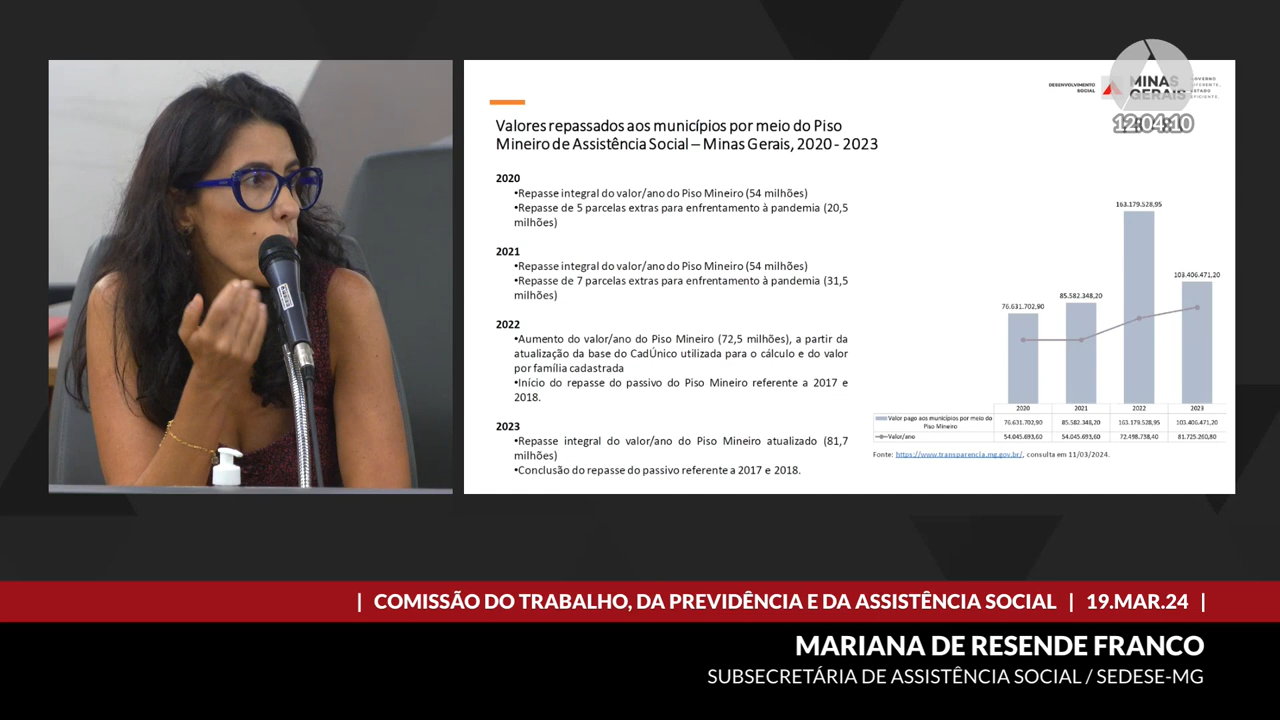 DESENVOLVIMENTO
SOCIAL
MINAS
GERAIS
12:04:10
Valores repassados aos municípios por meio do Piso
Mineiro de Assistência Social – Minas Gerais, 2020 - 2023
2020
•Repasse integral do valor/ano do Piso Mineiro (54 milhões)
•Repasse de 5 parcelas extras para enfrentamento à pandemia (20,5
milhões)
2021
•Repasse integral do valor/ano do Piso Mineiro (54 milhões)
•Repasse de 7 parcelas extras para enfrentamento à pandemia (31,5
milhões)
2022
•Aumento do valor/ano do Piso Mineiro (72,5 milhões), a partir da
atualização da base do CadÚnico utilizada para o cálculo e do valor
por família cadastrada
•Início do repasse do passivo do Piso Mineiro referente a 2017 e
2018.
2023
•Repasse integral do valor/ano do Piso Mineiro atualizado (81,7
milhões)
•Conclusão do repasse do passivo referente a 2017 e 2018.
163.179.528,95
103.406.471,20
85.582.348,20
76.631.702,90
2020 2021 2022 2023
Valor pago aos municípios por meio do
Piso Mineiro
76.631.702,90 85.582.348,20 163.179.528,95 103.406.471,20
Valor/ano 54.045.693,60 54.045.693,60 72.498.738,40 81.725.260,80
Fonte: https://www.transparencia.mg.gov.br/, consulta em 11/03/2024.
| COMISSÃO DO TRABALHO, DA PREVIDÊNCIA E DA ASSISTÊNCIA SOCIAL | 19.MAR.24 |
MARIANA DE RESENDE FRANCO
SUBSECRETÁRIA DE ASSISTÊNCIA SOCIAL / SEDESE-MG